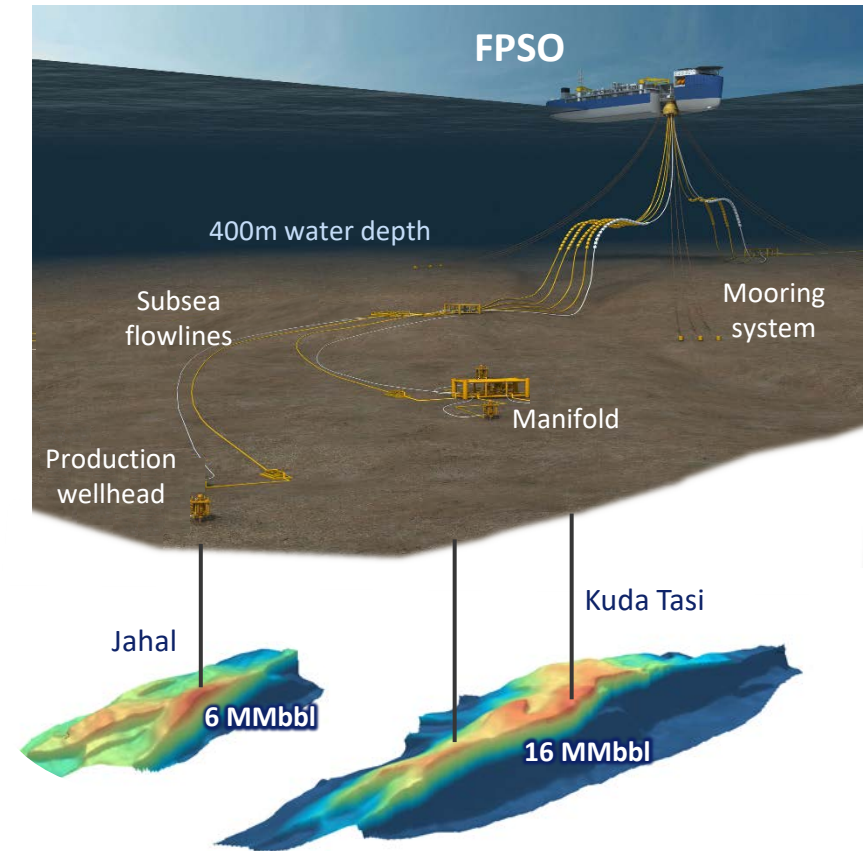 FPSO
400m water depth
Subsea
flowlines
Mooring
system
Manifold
Production
wellhead
Kuda Tasi
Jahal
6 MMbbl
16 MMbbl